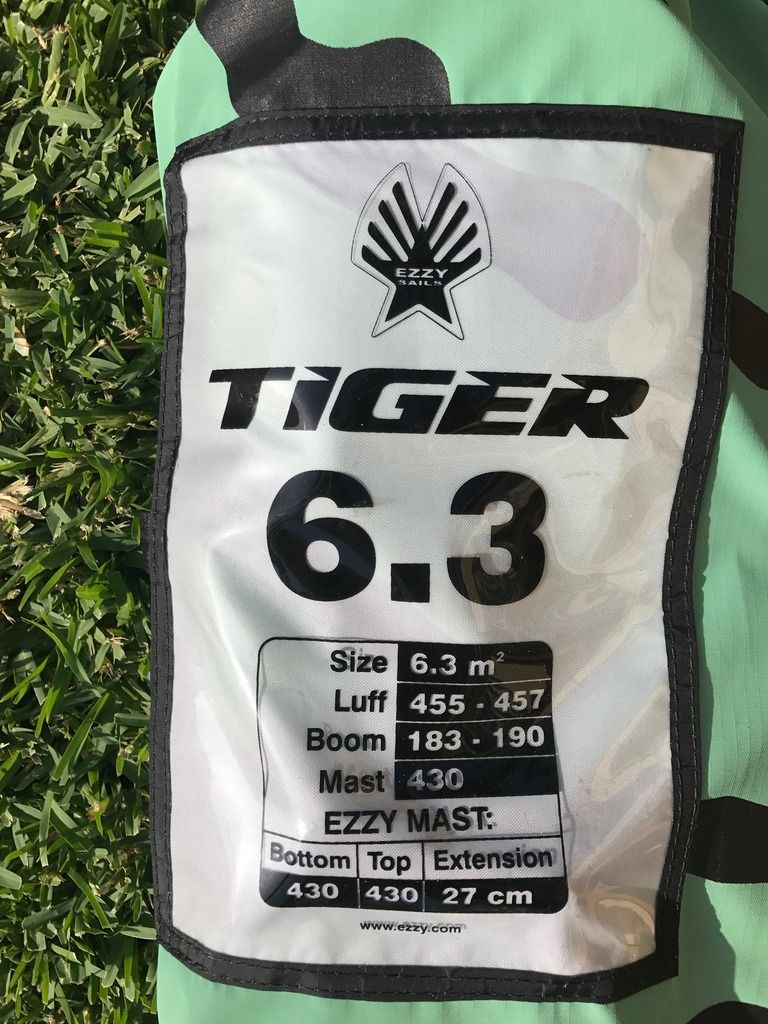 EZZY
SAILS
TIGER
6.3
Size 6.3 m²
Luff 455 - 457
Boom 183 - 190
Mast 430
EZZY MAST:
Bottom Top Extension
430 430 27 cm
www.ezzy.com